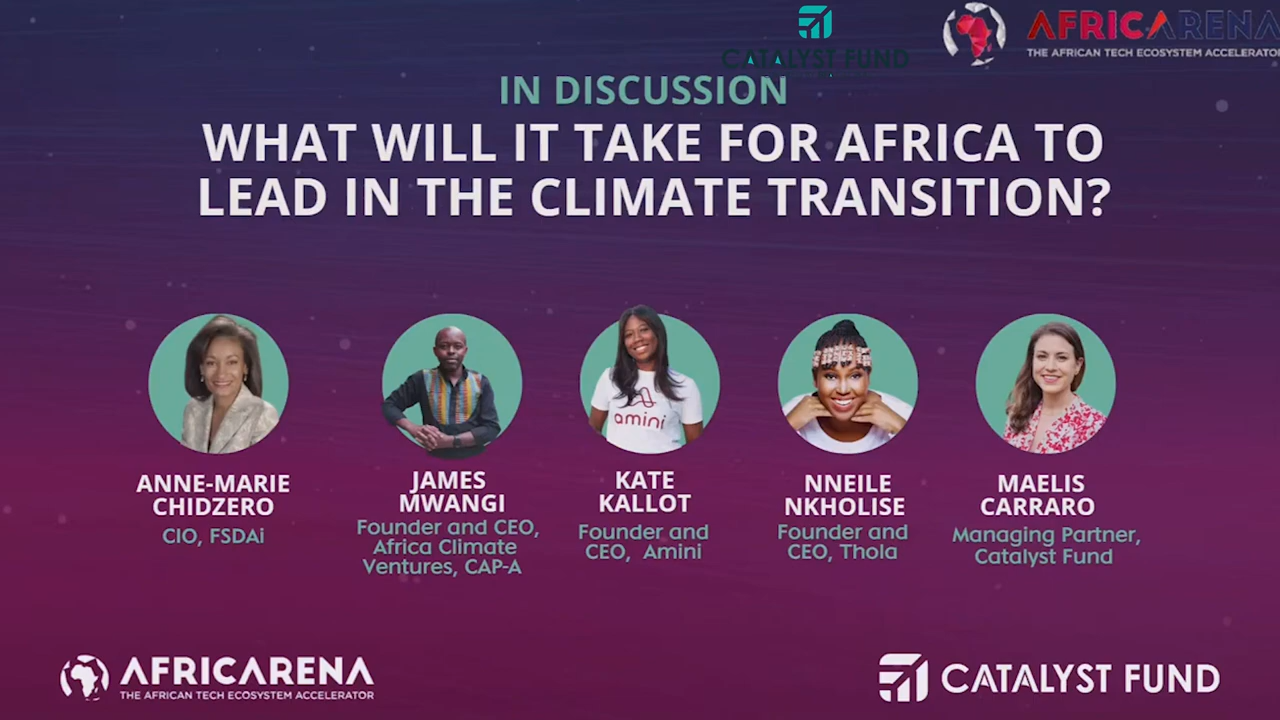 CATALYST FUND
AFRICARENA
THE AFRICAN TECH ECOSYSTEM ACCELERATOR
IN DISCUSSION
WHAT WILL IT TAKE FOR AFRICA TO
LEAD IN THE CLIMATE TRANSITION?
amini
ANNE-MARIE
CHIDZERO
CIO, FSDAi
JAMES
MWANGI
Founder and CEO,
Africa Climate
Ventures, CAP-A
KATE
KALLOT
Founder and
CEO, Amini
NNEILE
NKHOLISE
Founder and
CEO, Thola
MAELIS
CARRARO
Managing Partner,
Catalyst Fund
AFRICARENA
THE AFRICAN TECH ECOSYSTEM ACCELERATOR
CATALYST FUND